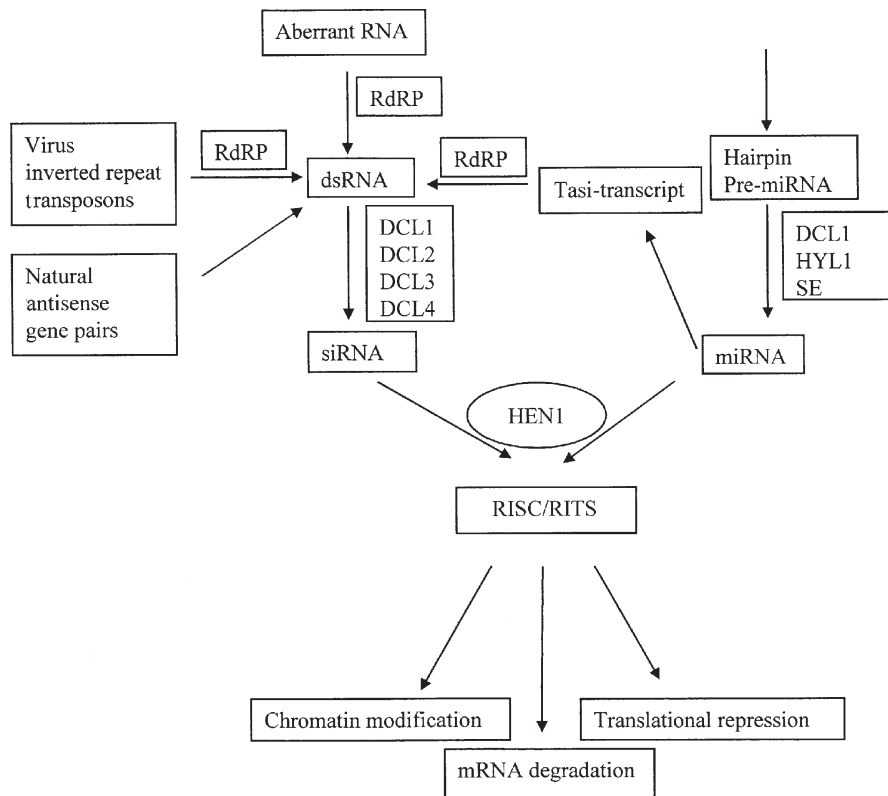 Aberrant RNA
RdRP
Virus
inverted repeat
transposons
RdRP
dsRNA
RdRP
Tasi-transcript
Hairpin
Pre-miRNA
Natural
antisense
gene pairs
DCL1
DCL2
DCL3
DCL4
DCL1
HYL1
SE
siRNA
miRNA
HEN1
RISC/RITS
Chromatin modification
Translational repression
mRNA degradation